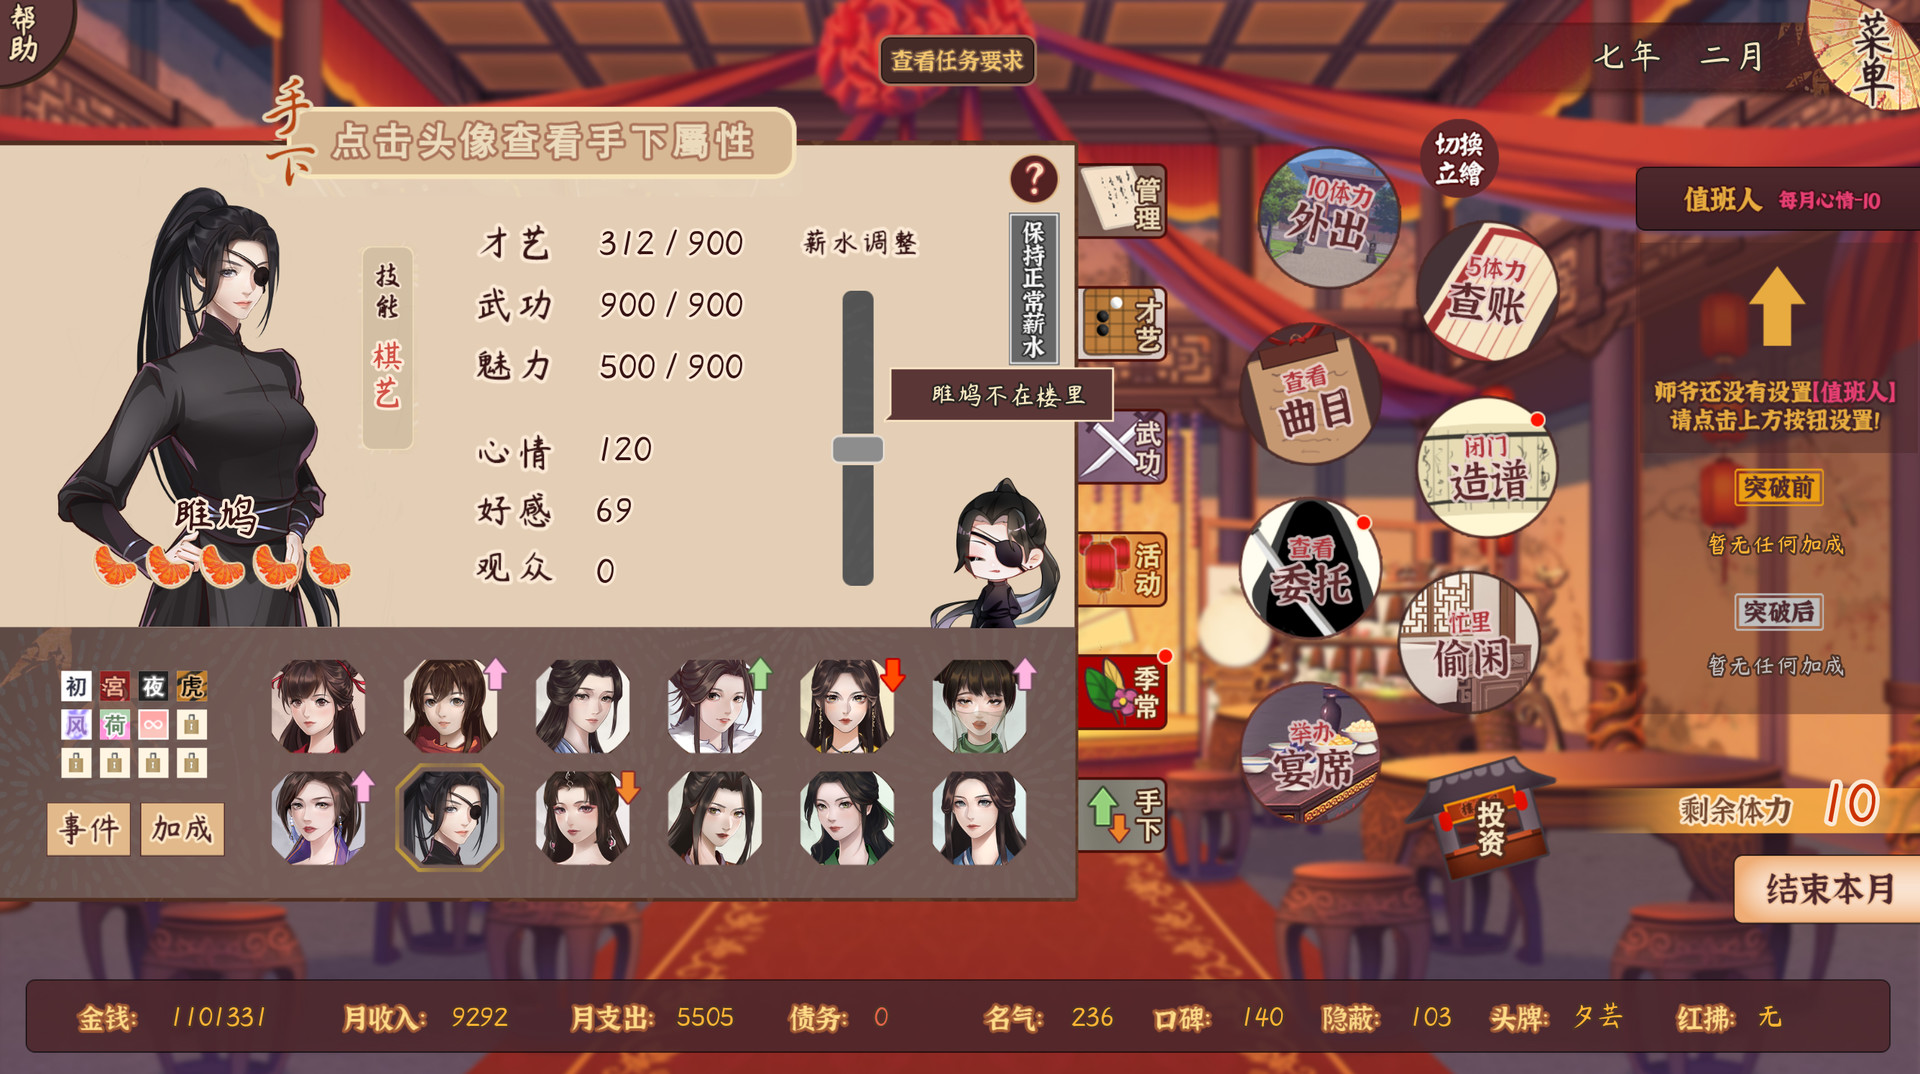 帮助
查看任务要求
七年 二月
菜单
手下
点击头像查看手下屬性
?
技能 棋艺
才艺 312 / 900
武功 900 / 900
魅力 500 / 900
心情 120
好感 69
观众 0
薪水调整
保持正常薪水
雎鸠不在楼里
雎鸠
初 宫 夜 虎
风 荷 ∞
事件 加成
管理
才艺
武功
活动
季常
手下
切换立繪
10体力 外出
5体力 查账
查看 曲目
闭门 造谱
查看 委托
忙里 偷闲
举办 宴席
投资
值班人 每月心情-10
师爷还没有设置【值班人】
请点击上方按钮设置!
突破前
暂无任何加成
突破后
暂无任何加成
剩余体力 10
结束本月
金钱: 1101331 月收入: 9292 月支出: 5505 债务: 0 名气: 236 口碑: 140 隐蔽: 103 头牌: 夕芸 红拂: 无